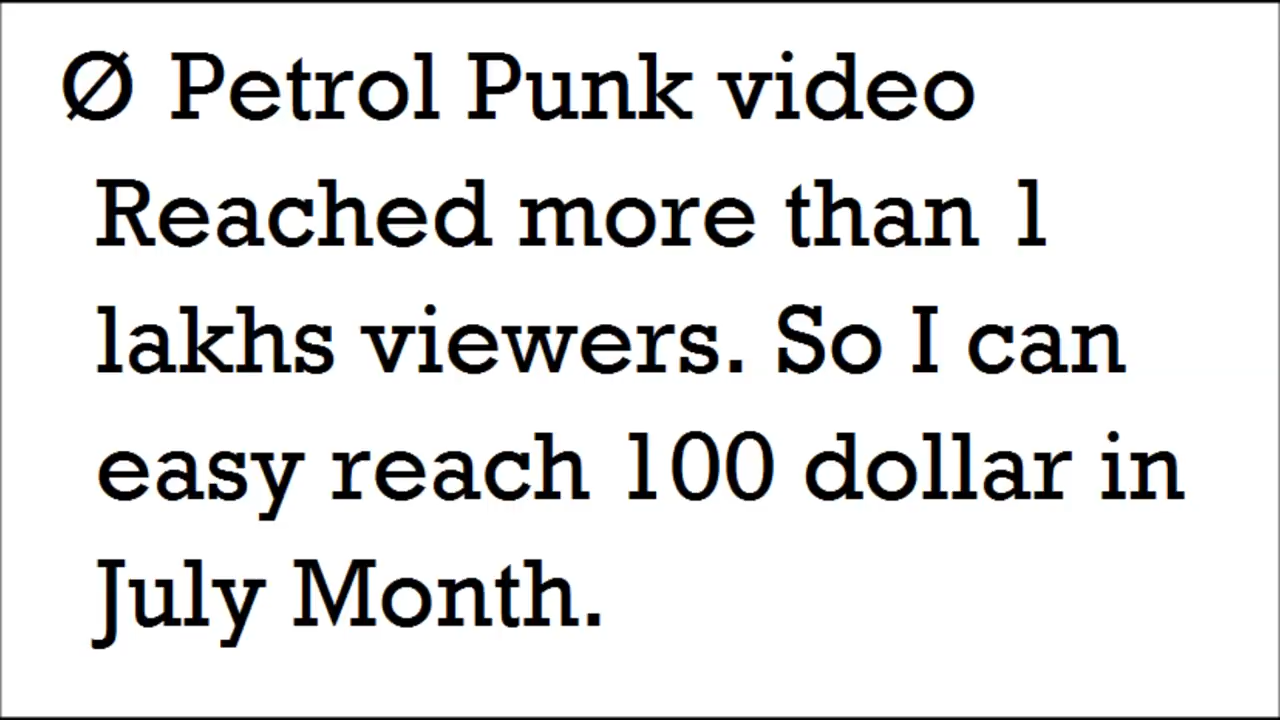 Ø Petrol Punk video
Reached more than 1
lakhs viewers. So I can
easy reach 100 dollar in
July Month.